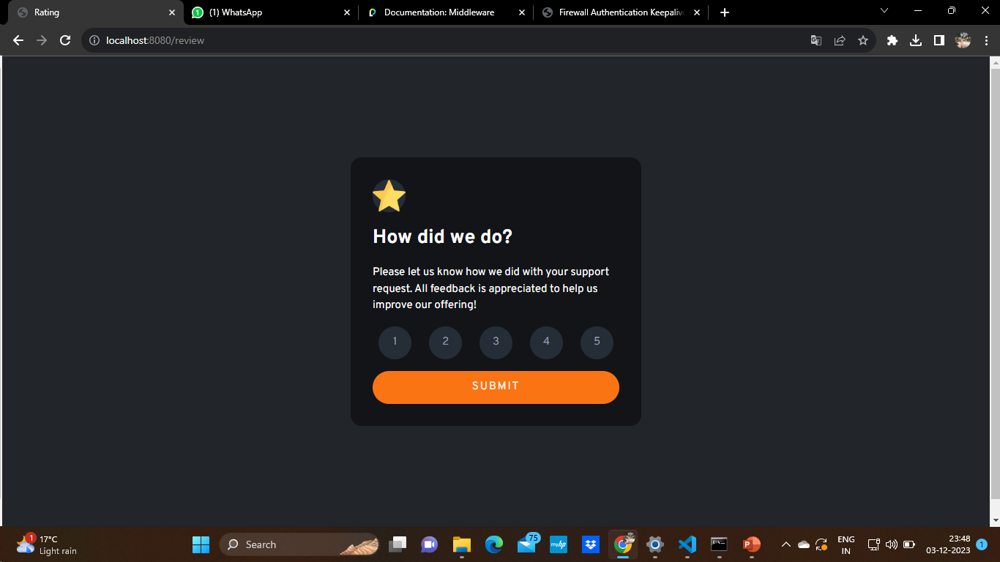 Rating
(1) WhatsApp
Documentation: Middleware
Firewall Authentication Keepaliv
localhost:8080/review
How did we do?
Please let us know how we did with your support
request. All feedback is appreciated to help us
improve our offering!
1 2 3 4 5
SUBMIT
1
17°C
Light rain
Search
75
myhp
P
ENG
IN
23:48
03-12-2023
1